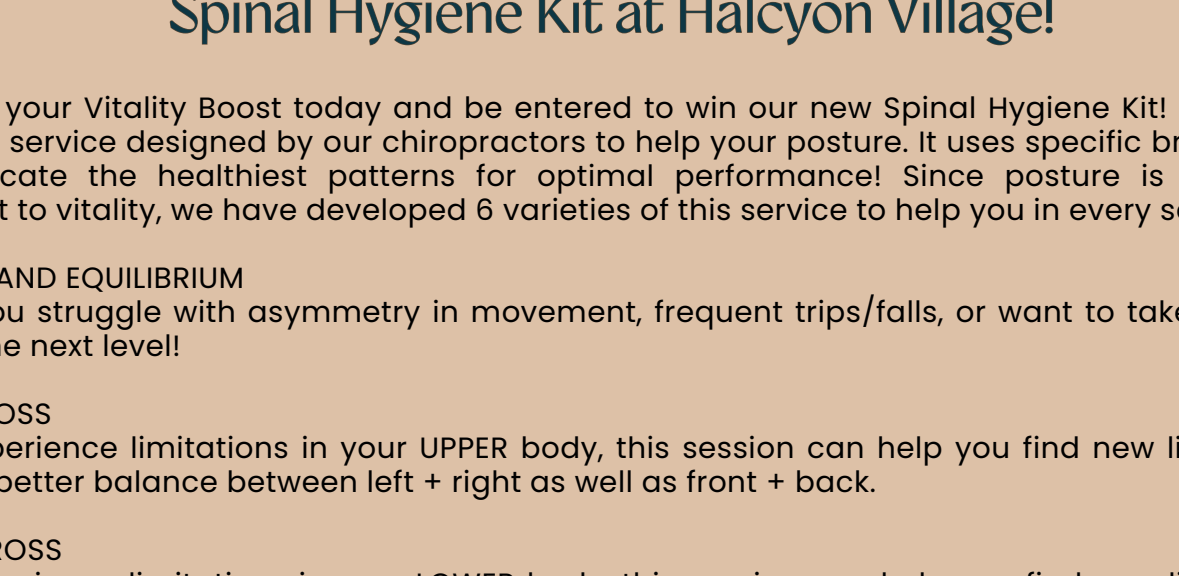 Spinal Hygiene Kit at Halcyon Village!
your Vitality Boost today and be entered to win our new Spinal Hygiene Kit!
service designed by our chiropractors to help your posture. It uses specific br
cate the healthiest patterns for optimal performance! Since posture is
t to vitality, we have developed 6 varieties of this service to help you in every s
AND EQUILIBRIUM
ou struggle with asymmetry in movement, frequent trips/falls, or want to take
e next level!
OSS
perience limitations in your UPPER body, this session can help you find new li
better balance between left + right as well as front + back.
ROSS